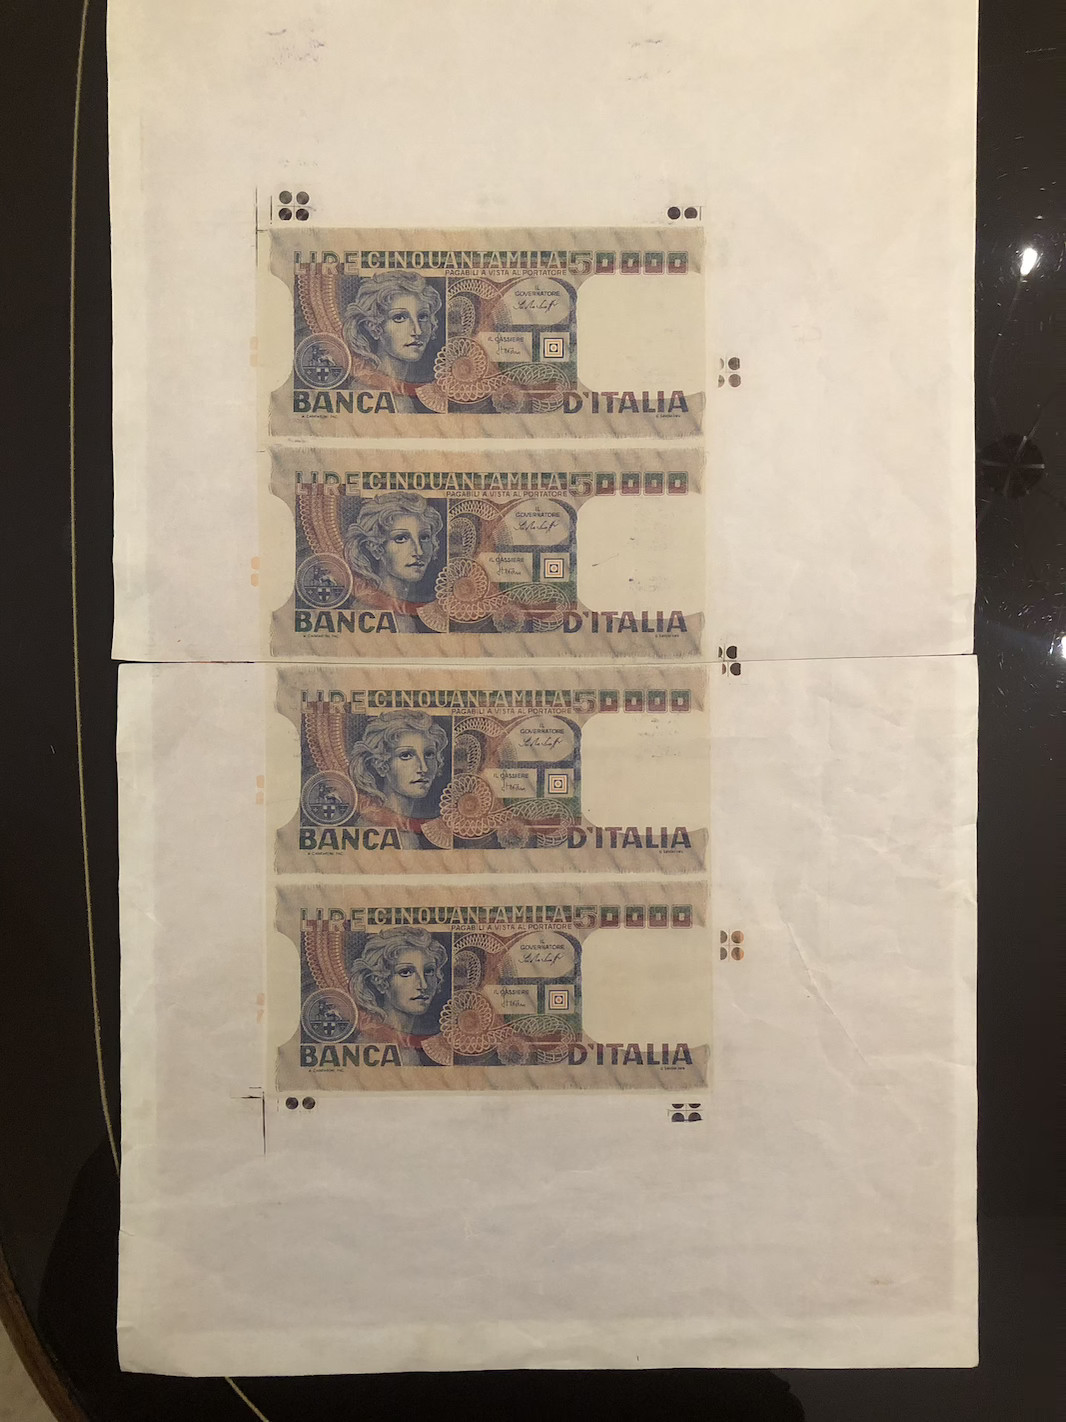 LIRE CINQUANTAMILA 50000
PAGABILI A VISTA AL PORTATORE
IL
GOVERNATORE
IL CASSIERE
BANCA D'ITALIA
LIRE CINQUANTAMILA 50000
PAGABILI A VISTA AL PORTATORE
IL
GOVERNATORE
IL CASSIERE
BANCA D'ITALIA
LIRE CINQUANTAMILA 50000
PAGABILI A VISTA AL PORTATORE
IL
GOVERNATORE
IL CASSIERE
BANCA D'ITALIA
LIRE CINQUANTAMILA 50000
PAGABILI A VISTA AL PORTATORE
IL
GOVERNATORE
IL CASSIERE
BANCA D'ITALIA